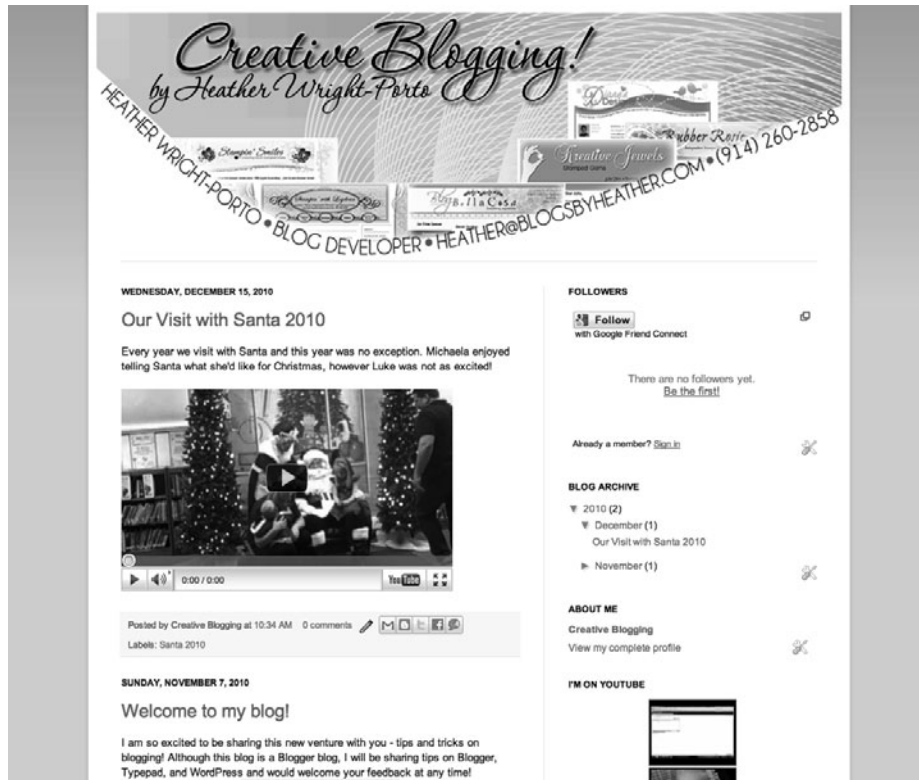 Creative Blogging!
by Heather Wright-Porto
HEATHER WRIGHT-PORTO • BLOG DEVELOPER • HEATHER@BLOGSBYHEATHER.COM • (914) 260-2858
Stampin' Smiles
Rubber Rosie
Kreative Jewels
Blog BellaCasa
WEDNESDAY, DECEMBER 15, 2010
Our Visit with Santa 2010
Every year we visit with Santa and this year was no exception. Michaela enjoyed
telling Santa what she'd like for Christmas, however Luke was not as excited!
0:00 / 0:00
YouTube
Posted by Creative Blogging at 10:34 AM 0 comments
Labels: Santa 2010
SUNDAY, NOVEMBER 7, 2010
Welcome to my blog!
I am so excited to be sharing this new venture with you - tips and tricks on
blogging! Although this blog is a Blogger blog, I will be sharing tips on Blogger,
Typepad, and WordPress and would welcome your feedback at any time!
FOLLOWERS
Follow
with Google Friend Connect
There are no followers yet.
Be the first!
Already a member? Sign in
BLOG ARCHIVE
▼ 2010 (2)
▼ December (1)
Our Visit with Santa 2010
► November (1)
ABOUT ME
Creative Blogging
View my complete profile
I'M ON YOUTUBE